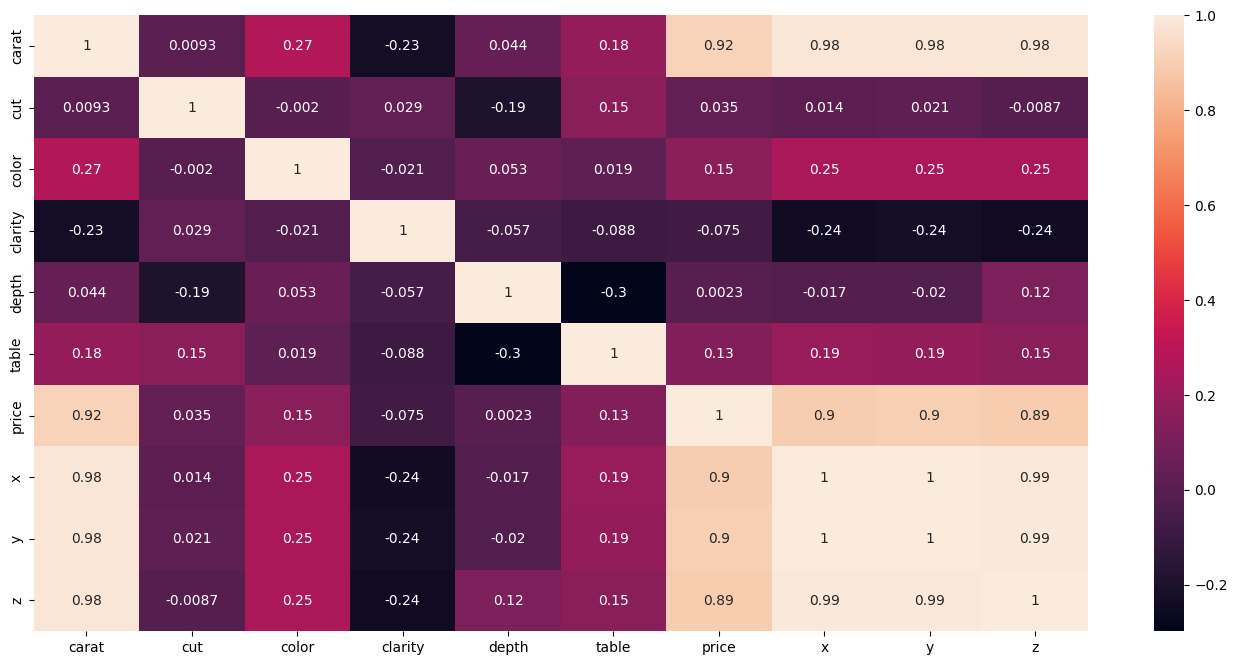 carat 1 0.0093 0.27 -0.23 0.044 0.18 0.92 0.98 0.98 0.98
cut 0.0093 1 -0.002 0.029 -0.19 0.15 0.035 0.014 0.021 -0.0087
color 0.27 -0.002 1 -0.021 0.053 0.019 0.15 0.25 0.25 0.25
clarity -0.23 0.029 -0.021 1 -0.057 -0.088 -0.075 -0.24 -0.24 -0.24
depth 0.044 -0.19 0.053 -0.057 1 -0.3 0.0023 -0.017 -0.02 0.12
table 0.18 0.15 0.019 -0.088 -0.3 1 0.13 0.19 0.19 0.15
price 0.92 0.035 0.15 -0.075 0.0023 0.13 1 0.9 0.9 0.89
x 0.98 0.014 0.25 -0.24 -0.017 0.19 0.9 1 1 0.99
y 0.98 0.021 0.25 -0.24 -0.02 0.19 0.9 1 1 0.99
z 0.98 -0.0087 0.25 -0.24 0.12 0.15 0.89 0.99 0.99 1
carat cut color clarity depth table price x y z
1.0
0.8
0.6
0.4
0.2
0.0
−0.2